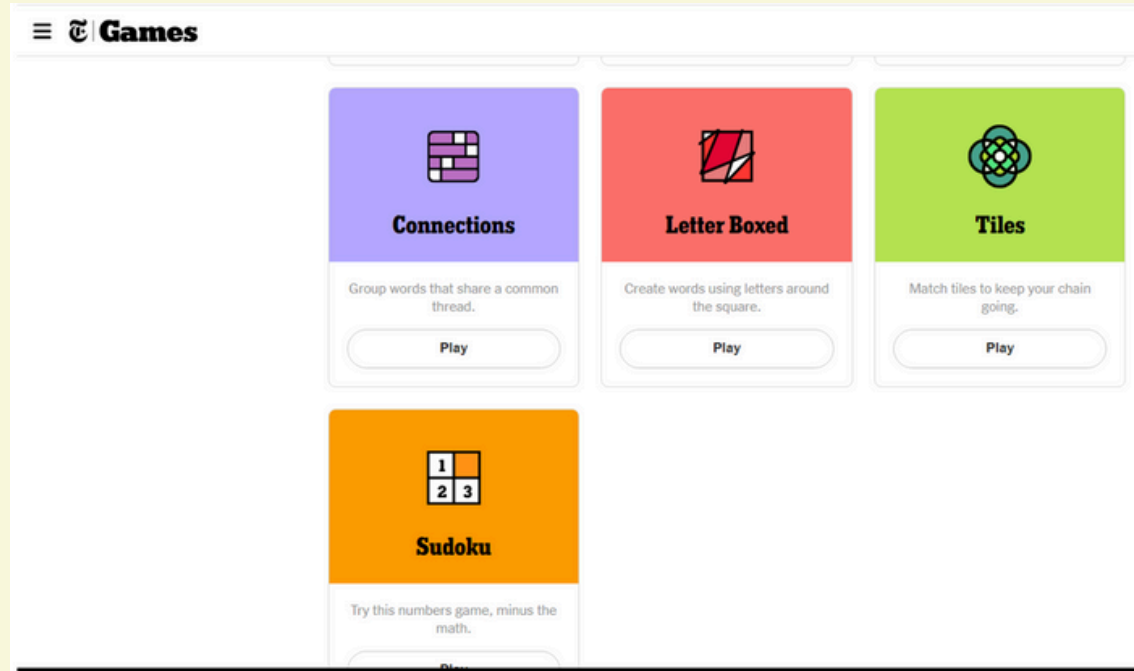 T Games
Connections
Letter Boxed
Tiles
Group words that share a common
thread.
Create words using letters around
the square.
Match tiles to keep your chain
going.
Play
Play
Play
1
2 3
Sudoku
Try this numbers game, minus the
math.
Play